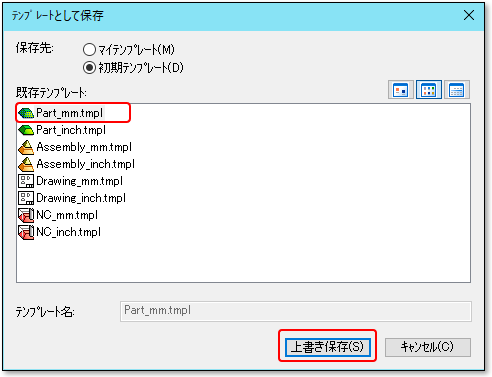 テンプレートとして保存
保存先:
マイテンプレート(M)
初期テンプレート(D)
既存テンプレート:
Part_mm.tmpl
Part_inch.tmpl
Assembly_mm.tmpl
Assembly_inch.tmpl
Drawing_mm.tmpl
Drawing_inch.tmpl
NC_mm.tmpl
NC_inch.tmpl
テンプレート名: Part_mm.tmpl
上書き保存(S) キャンセル(C)